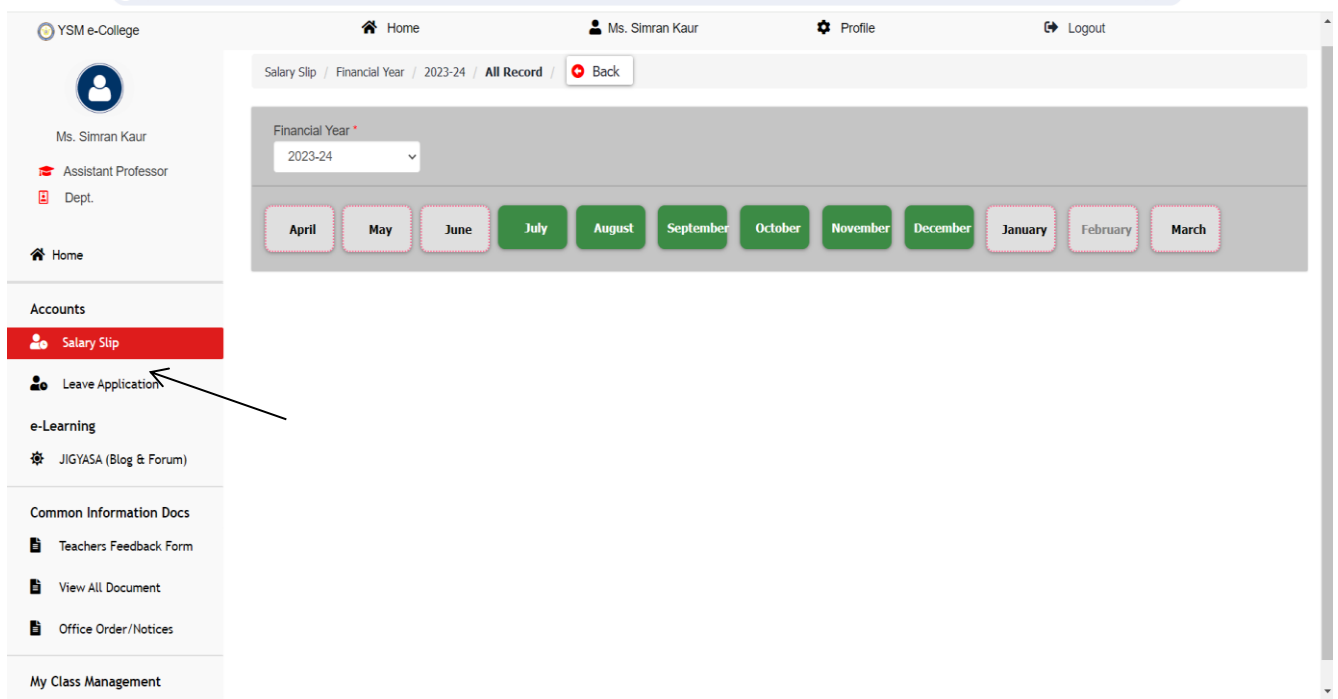 YSM e-College
Home
Ms. Simran Kaur
Profile
Logout
Ms. Simran Kaur
Assistant Professor
Dept.
Home
Accounts
Salary Slip
Leave Application
e-Learning
JIGYASA (Blog & Forum)
Common Information Docs
Teachers Feedback Form
View All Document
Office Order/Notices
My Class Management
Salary Slip / Financial Year / 2023-24 / All Record / Back
Financial Year *
2023-24
April May June July August September October November December January February March